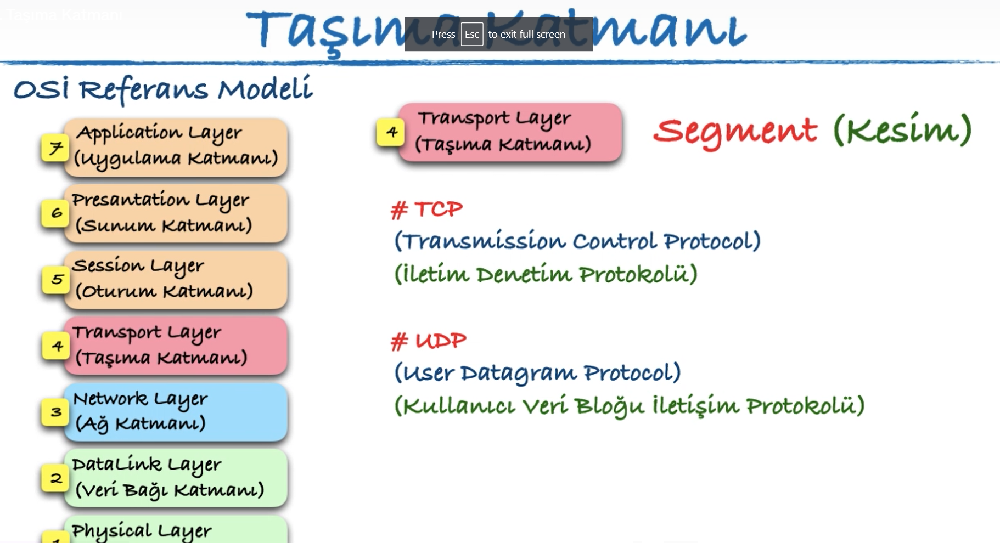 Taşıma Katmanı
Taşıma Katmanı
Press Esc to exit full screen
OSİ Referans Modeli
7
Application Layer
(Uygulama Katmanı)
6
Presantation Layer
(Sunum Katmanı)
5
Session Layer
(Oturum Katmanı)
4
Transport Layer
(Taşıma Katmanı)
3
Network Layer
(Ağ Katmanı)
2
DataLink Layer
(Veri Bağı Katmanı)
1
Physical Layer
4
Transport Layer
(Taşıma Katmanı)
Segment (Kesim)
# TCP
(Transmission Control Protocol)
(İletim Denetim Protokolü)
# UDP
(User Datagram Protocol)
(Kullanıcı Veri Bloğu İletişim Protokolü)